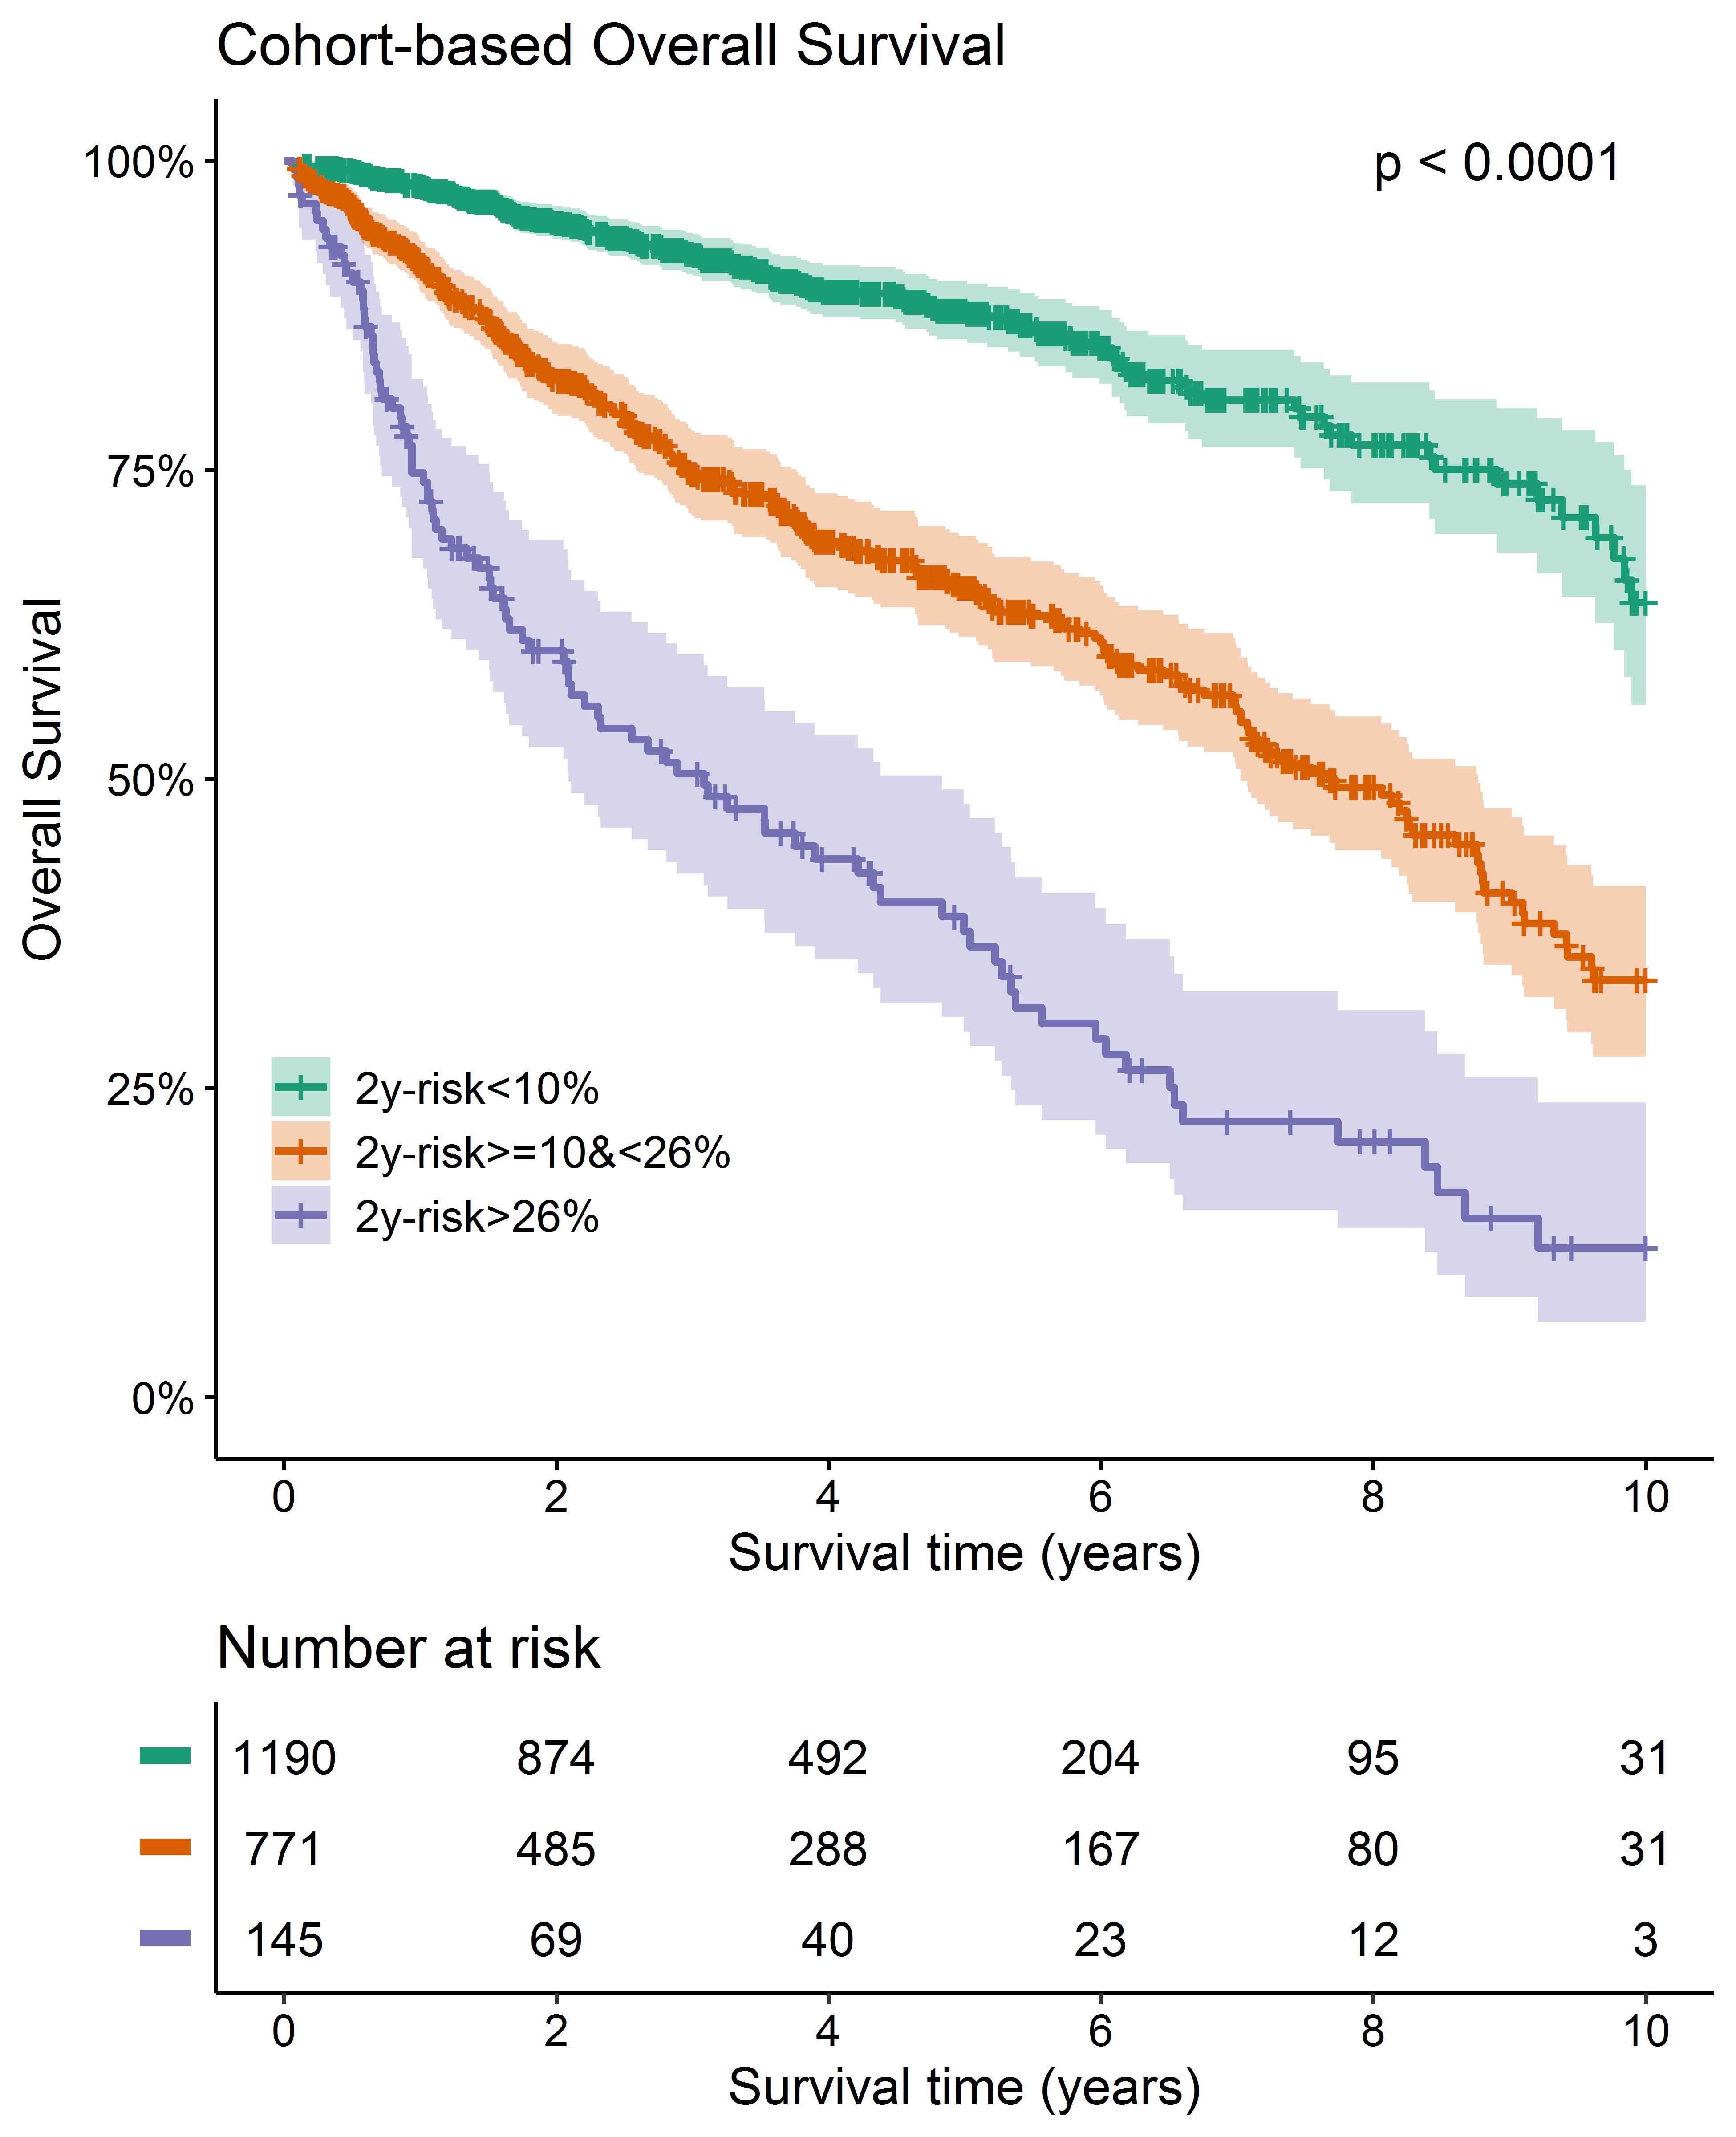 Cohort-based Overall Survival
p < 0.0001
100%
75%
50%
25%
0%
Overall Survival
2y-risk<10%
2y-risk>=10&<26%
2y-risk>26%
0 2 4 6 8 10
Survival time (years)
Number at risk
1190 874 492 204 95 31
771 485 288 167 80 31
145 69 40 23 12 3
0 2 4 6 8 10
Survival time (years)